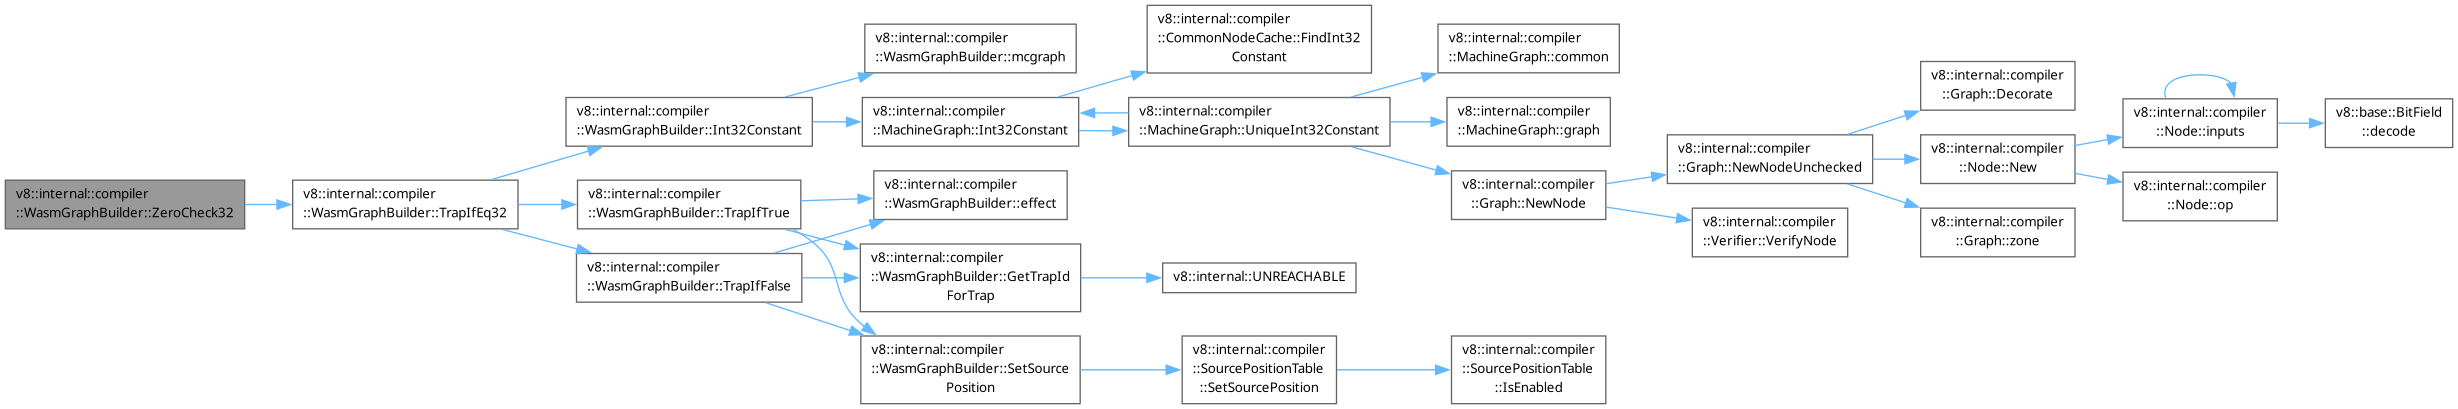 v8::internal::compiler
::WasmGraphBuilder::ZeroCheck32
v8::internal::compiler
::WasmGraphBuilder::TrapIfEq32
v8::internal::compiler
::WasmGraphBuilder::Int32Constant
v8::internal::compiler
::WasmGraphBuilder::TrapIfTrue
v8::internal::compiler
::WasmGraphBuilder::TrapIfFalse
v8::internal::compiler
::WasmGraphBuilder::mcgraph
v8::internal::compiler
::MachineGraph::Int32Constant
v8::internal::compiler
::WasmGraphBuilder::effect
v8::internal::compiler
::WasmGraphBuilder::GetTrapId
ForTrap
v8::internal::compiler
::WasmGraphBuilder::SetSource
Position
v8::internal::compiler
::CommonNodeCache::FindInt32
Constant
v8::internal::compiler
::MachineGraph::UniqueInt32Constant
v8::internal::UNREACHABLE
v8::internal::compiler
::SourcePositionTable
::SetSourcePosition
v8::internal::compiler
::MachineGraph::common
v8::internal::compiler
::MachineGraph::graph
v8::internal::compiler
::Graph::NewNode
v8::internal::compiler
::SourcePositionTable
::IsEnabled
v8::internal::compiler
::Graph::NewNodeUnchecked
v8::internal::compiler
::Verifier::VerifyNode
v8::internal::compiler
::Graph::Decorate
v8::internal::compiler
::Node::New
v8::internal::compiler
::Graph::zone
v8::internal::compiler
::Node::inputs
v8::internal::compiler
::Node::op
v8::base::BitField
::decode